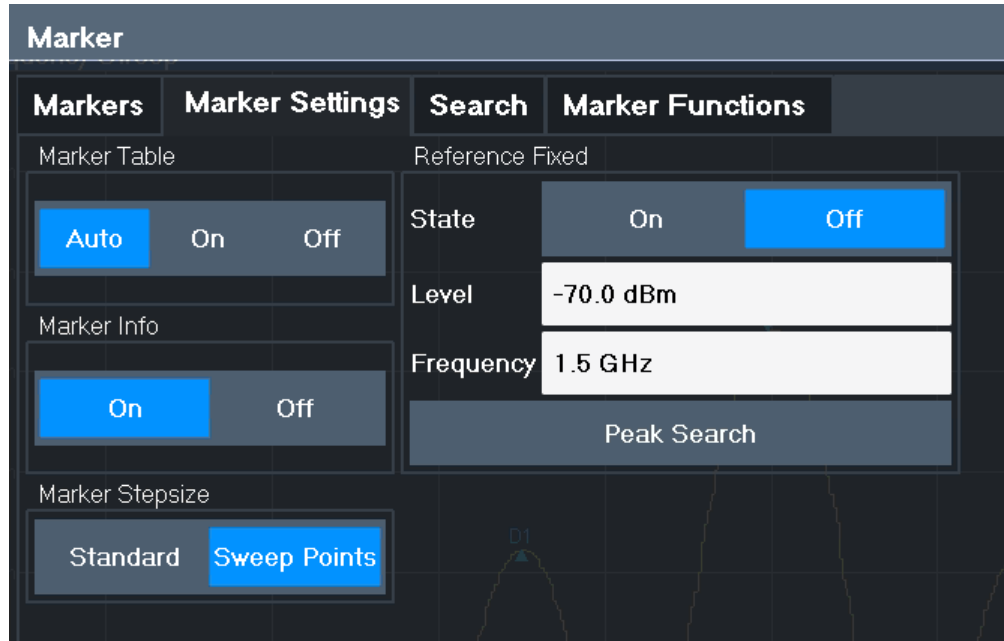 Marker
Markers Marker Settings Search Marker Functions
Marker Table
Auto On Off
Marker Info
On Off
Marker Stepsize
Standard Sweep Points
Reference Fixed
State On Off
Level -70.0 dBm
Frequency 1.5 GHz
Peak Search
D1